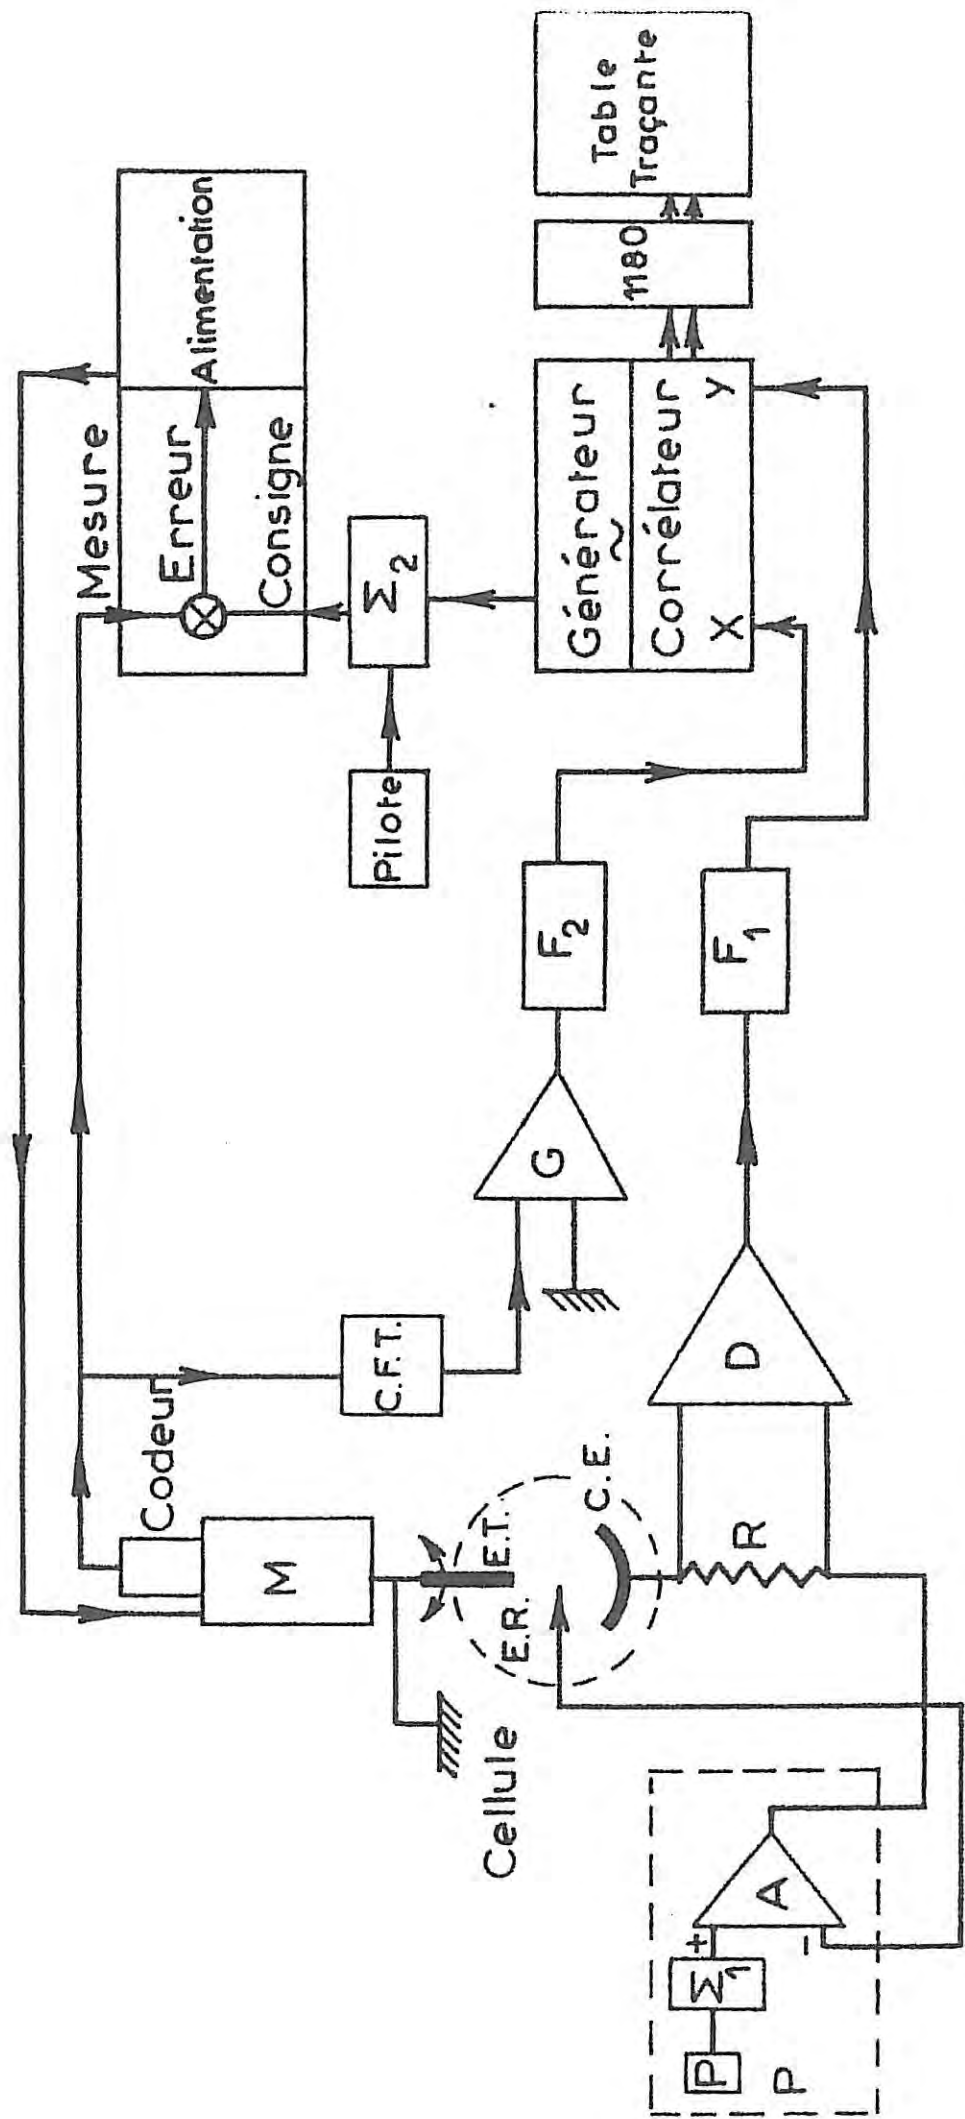 Mesure
Erreur
Alimentation
Consigne
Codeur
M
C.F.T.
Pilote
Σ2
Cellule
E.R.
E.T.
C.E.
G
F2
Générateur
~
Corrélateur
X
Y
1180
Table
Traçante
R
D
F1
P
Σ1
+
-
A
P